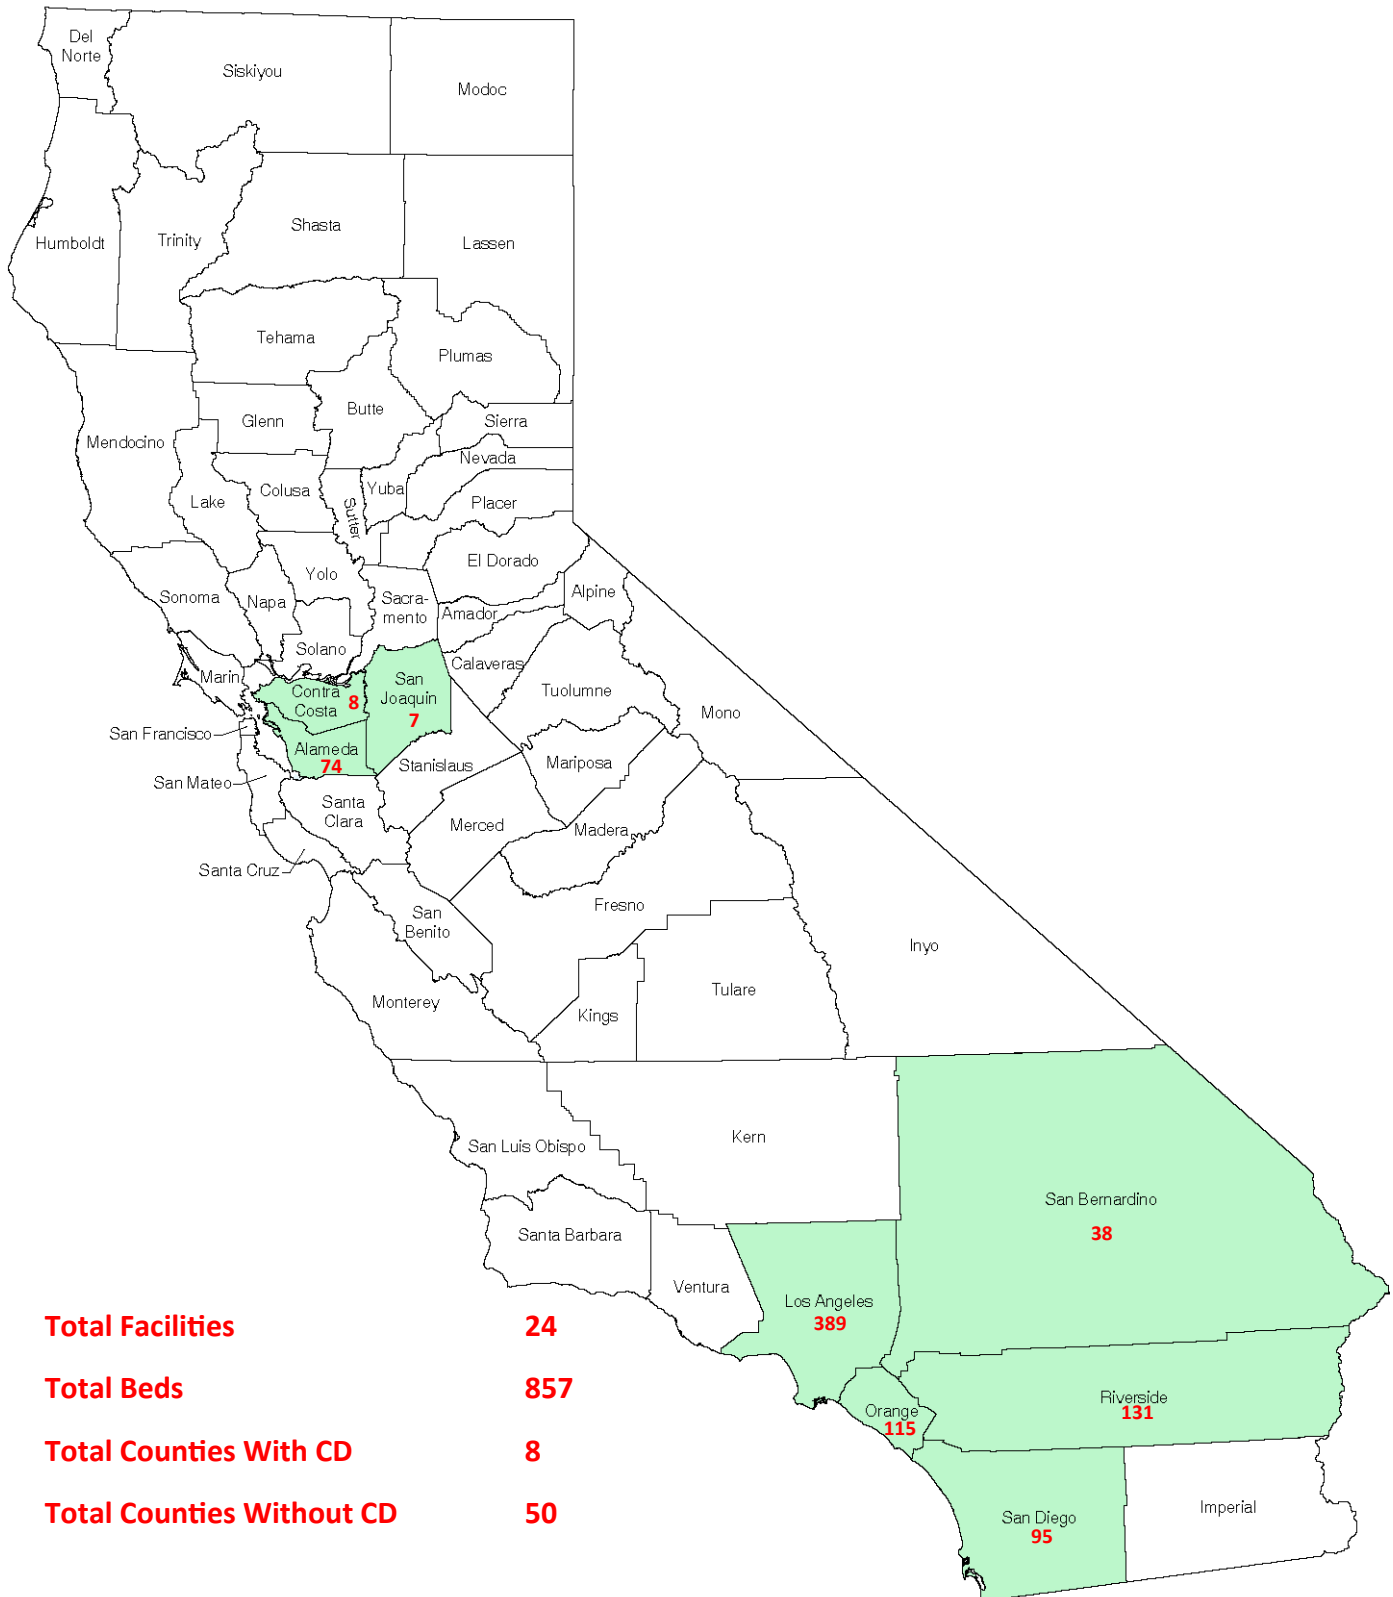 Del
Norte
Siskiyou
Modoc
Humboldt
Trinity
Shasta
Lassen
Tehama
Plumas
Mendocino
Glenn
Butte
Sierra
Lake
Colusa
Sutter
Yuba
Nevada
Placer
El Dorado
Sonoma
Napa
Yolo
Sacra-
mento
Amador
Alpine
Solano
Marin
Contra
Costa
8
San
Joaquin
7
Calaveras
Tuolumne
Mono
San Francisco
Alameda
74
Stanislaus
Mariposa
San Mateo
Santa
Clara
Merced
Madera
Santa Cruz
San
Benito
Fresno
Inyo
Monterey
Kings
Tulare
San Luis Obispo
Kern
San Bernardino
38
Santa Barbara
Ventura
Los Angeles
389
Orange
115
Riverside
131
San Diego
95
Imperial
Total Facilities 24
Total Beds 857
Total Counties With CD 8
Total Counties Without CD 50